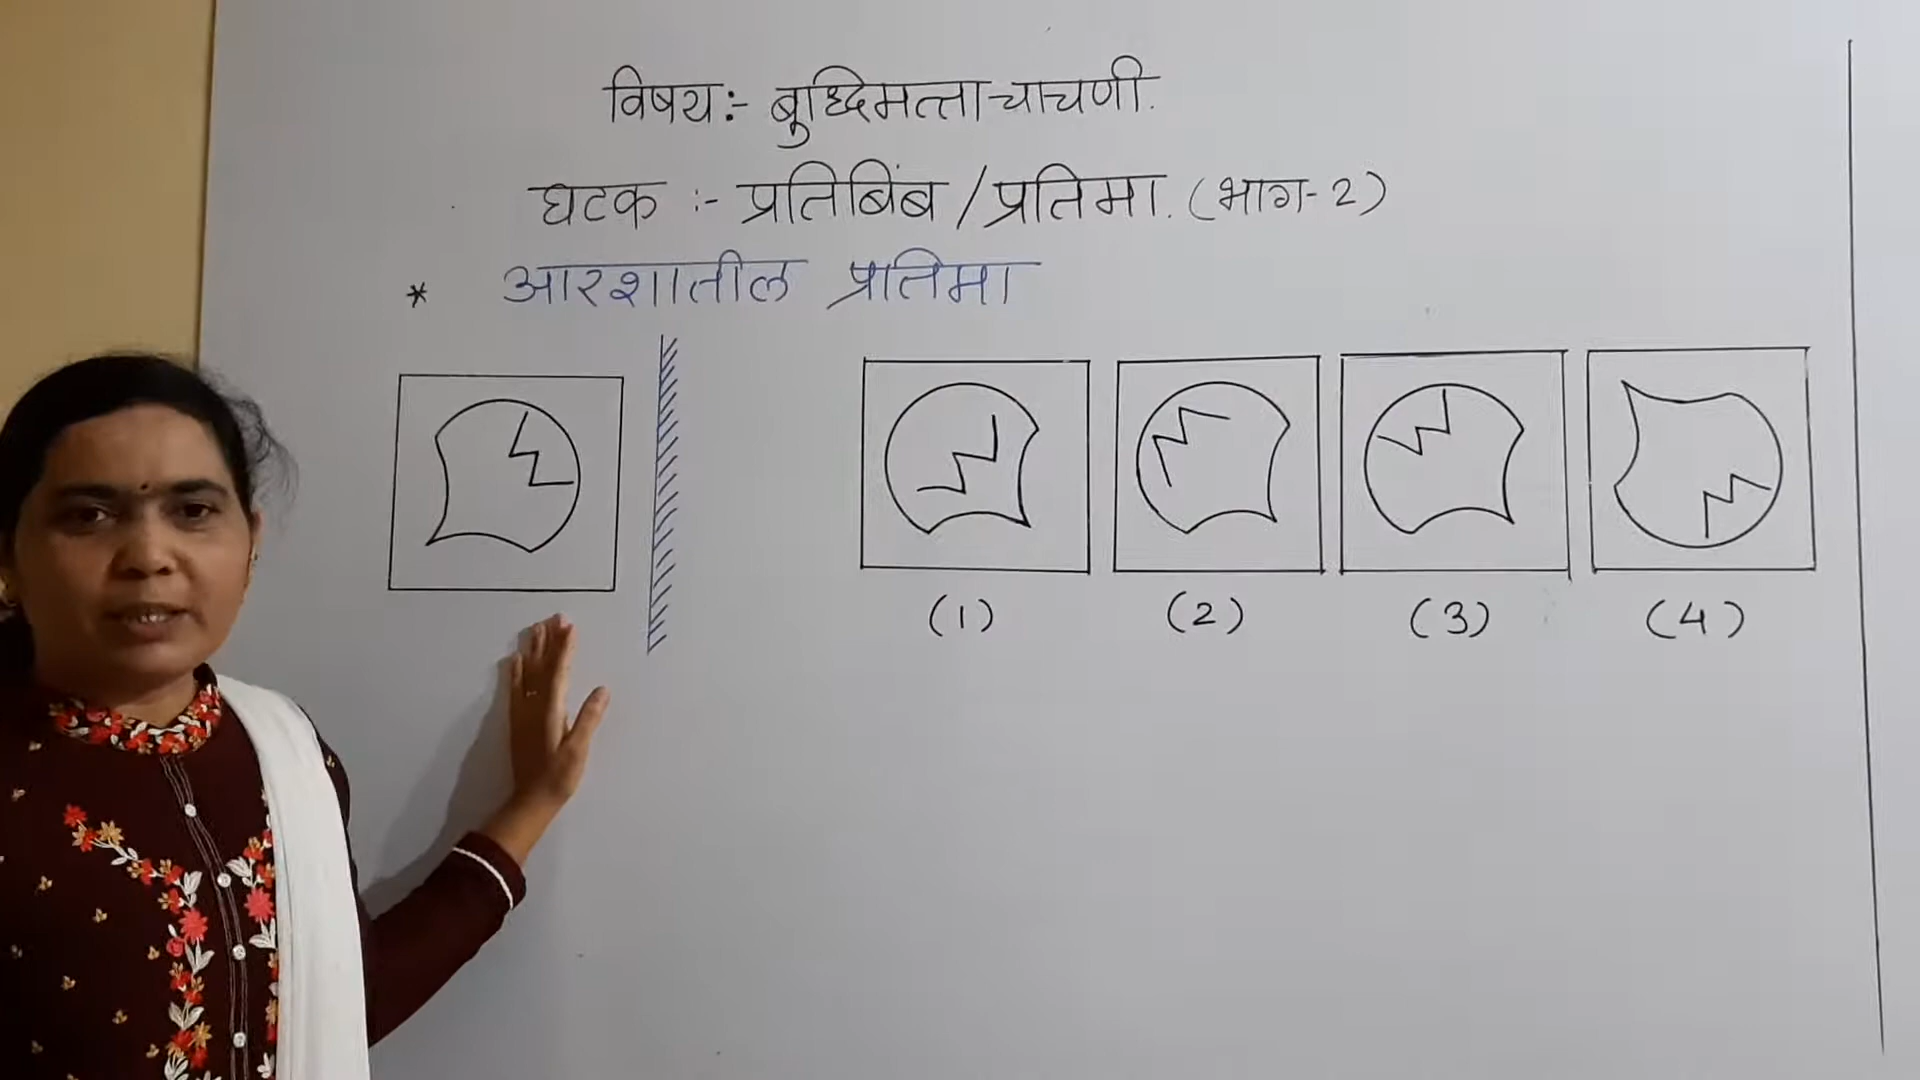 विषय:- बुध्दिमत्ता चाचणी.
घटक :- प्रतिबिंब / प्रतिमा. (भाग-2)
* आरशातील प्रतिमा
(1) (2) (3) (4)